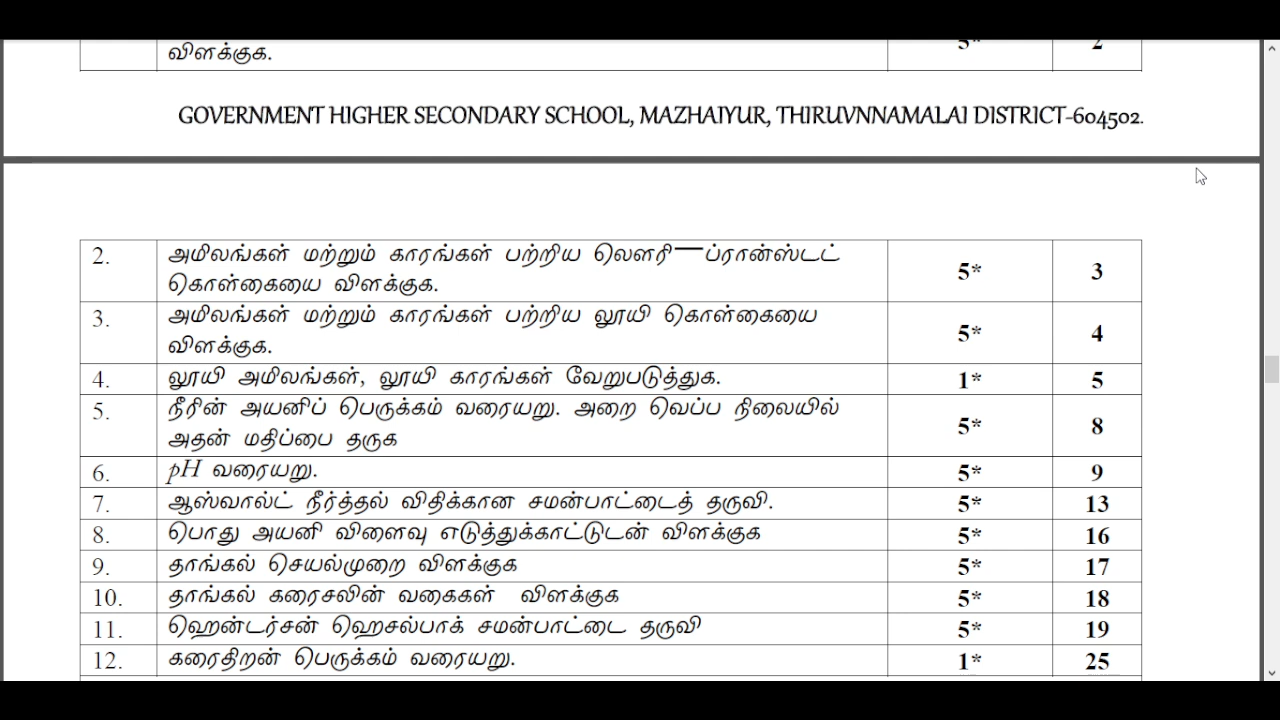 விளக்குக. 5* 2
GOVERNMENT HIGHER SECONDARY SCHOOL, MAZHAIYUR, THIRUVNNAMALAI DISTRICT-604502.
2. அமிலங்கள் மற்றும் காரங்கள் பற்றிய லௌரி—ப்ரான்ஸ்டட்
கொள்கையை விளக்குக. 5* 3
3. அமிலங்கள் மற்றும் காரங்கள் பற்றிய லூயி கொள்கையை
விளக்குக. 5* 4
4. லூயி அமிலங்கள், லூயி காரங்கள் வேறுபடுத்துக. 1* 5
5. நீரின் அயனிப் பெருக்கம் வரையறு. அறை வெப்ப நிலையில்
அதன் மதிப்பை தருக 5* 8
6. pH வரையறு. 5* 9
7. ஆஸ்வால்ட் நீர்த்தல் விதிக்கான சமன்பாட்டைத் தருவி. 5* 13
8. பொது அயனி விளைவு எடுத்துக்காட்டுடன் விளக்குக 5* 16
9. தாங்கல் செயல்முறை விளக்குக 5* 17
10. தாங்கல் கரைசலின் வகைகள் விளக்குக 5* 18
11. ஹென்டர்சன் ஹெசல்பாக் சமன்பாட்டை தருவி 5* 19
12. கரைதிறன் பெருக்கம் வரையறு. 1* 25